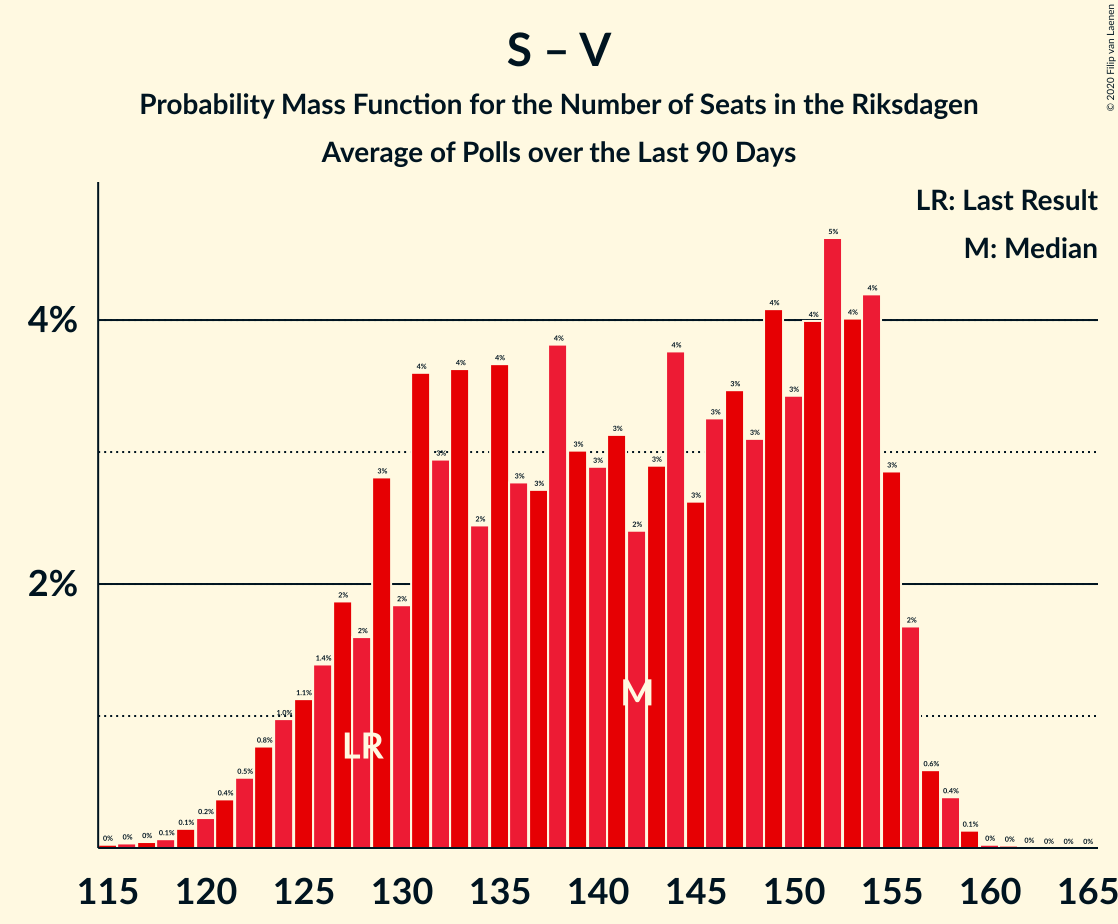 S – V
Probability Mass Function for the Number of Seats in the Riksdagen
Average of Polls over the Last 90 Days
© 2020 Filip van Laenen
LR: Last Result
M: Median
4%
2%
0% 0% 0% 0.1% 0.1% 0.2% 0.4% 0.5% 0.8% 1.0% 1.1% 1.4% 2% 2% 3% 2% 4% 3% 4% 2% 4% 3% 3% 4% 3% 3% 3% 2% 3% 4% 3% 3% 3% 3% 4% 3% 4% 5% 4% 4% 3% 2% 0.6% 0.4% 0.1% 0% 0% 0% 0% 0% 0%
LR
M
115 120 125 130 135 140 145 150 155 160 165